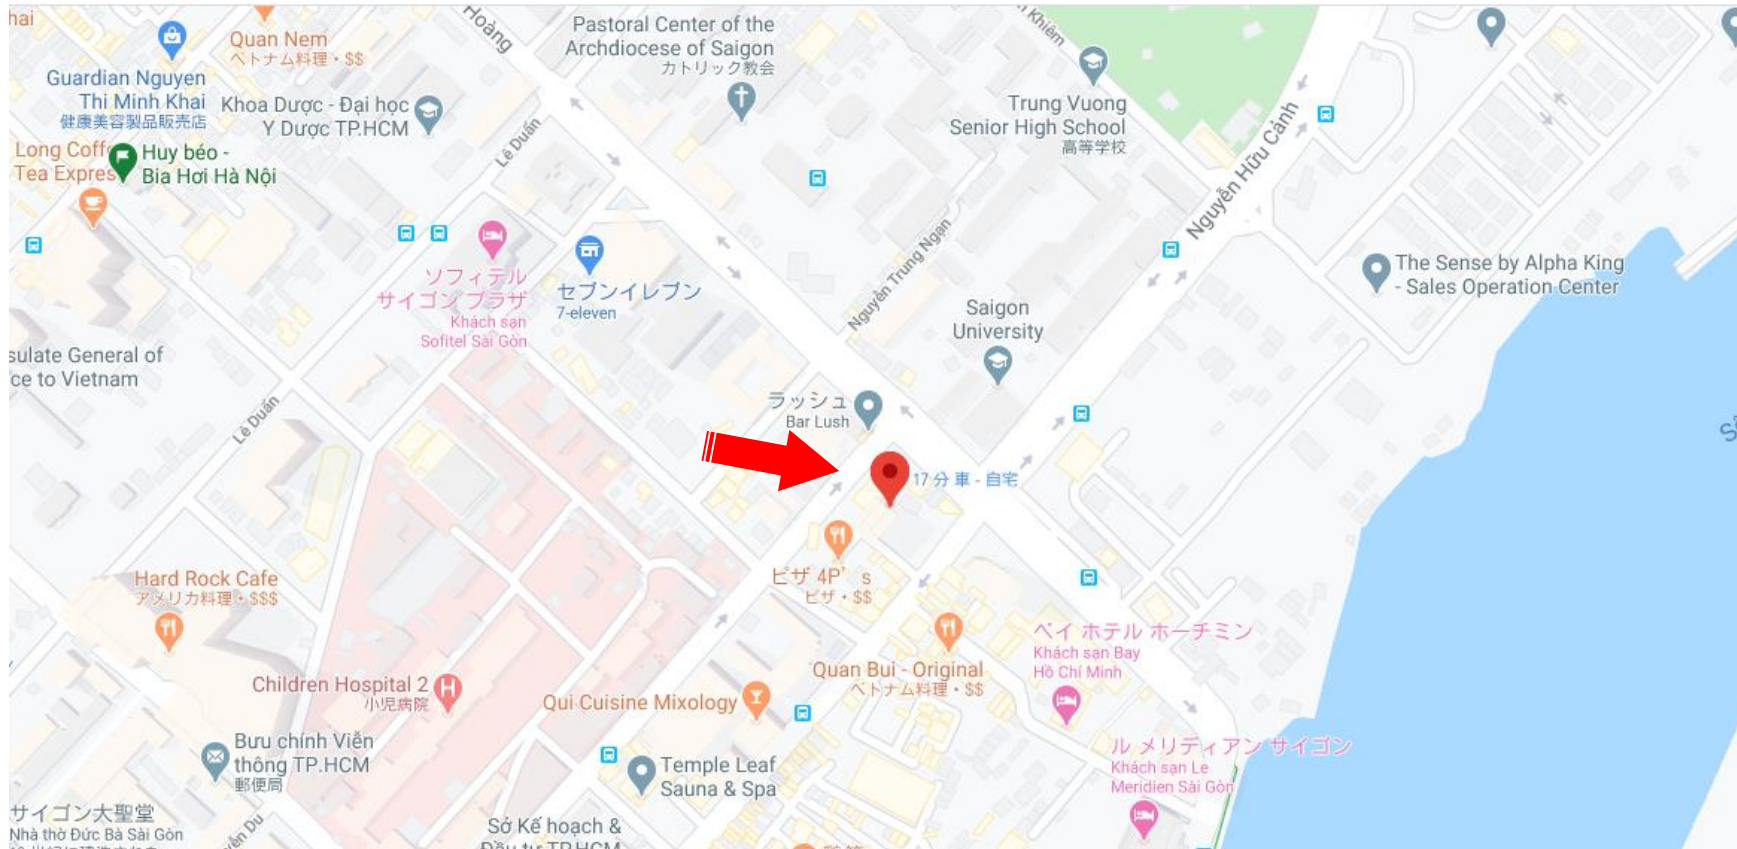 hai
Quan Nem
ベトナム料理・$$
Guardian Nguyen
Thi Minh Khai
健康美容製品販売店
Khoa Dược - Đại học
Y Dược TP.HCM
Hoàng
Pastoral Center of the
Archdiocese of Saigon
カトリック教会
Khiêm
Trung Vuong
Senior High School
高等学校
Nguyễn Hữu Cảnh
Long Coff
Tea Expres
Huy béo -
Bia Hơi Hà Nội
Lê Duẩn
ソフィテル
サイゴン プラザ
Khách sạn
Sofitel Sài Gòn
セブンイレブン
7-eleven
Nguyễn Trung Ngạn
Saigon
University
The Sense by Alpha King
- Sales Operation Center
sulate General of
ce to Vietnam
Lê Duẩn
ラッシュ
Bar Lush
17 分 車 - 自宅
ピザ 4P's
ピザ・$$
Hard Rock Cafe
アメリカ料理・$$$
Children Hospital 2
小児病院
Qui Cuisine Mixology
Quan Bui - Original
ベトナム料理・$$
ベイ ホテル ホーチミン
Khách sạn Bay
Hồ Chí Minh
Bưu chính Viễn
thông TP.HCM
郵便局
Temple Leaf
Sauna & Spa
ル メリディアン サイゴン
Khách sạn Le
Meridien Sài Gòn
サイゴン大聖堂
Nhà thờ Đức Bà Sài Gòn
Sở Kế hoạch &
Đầu tư TP.HCM